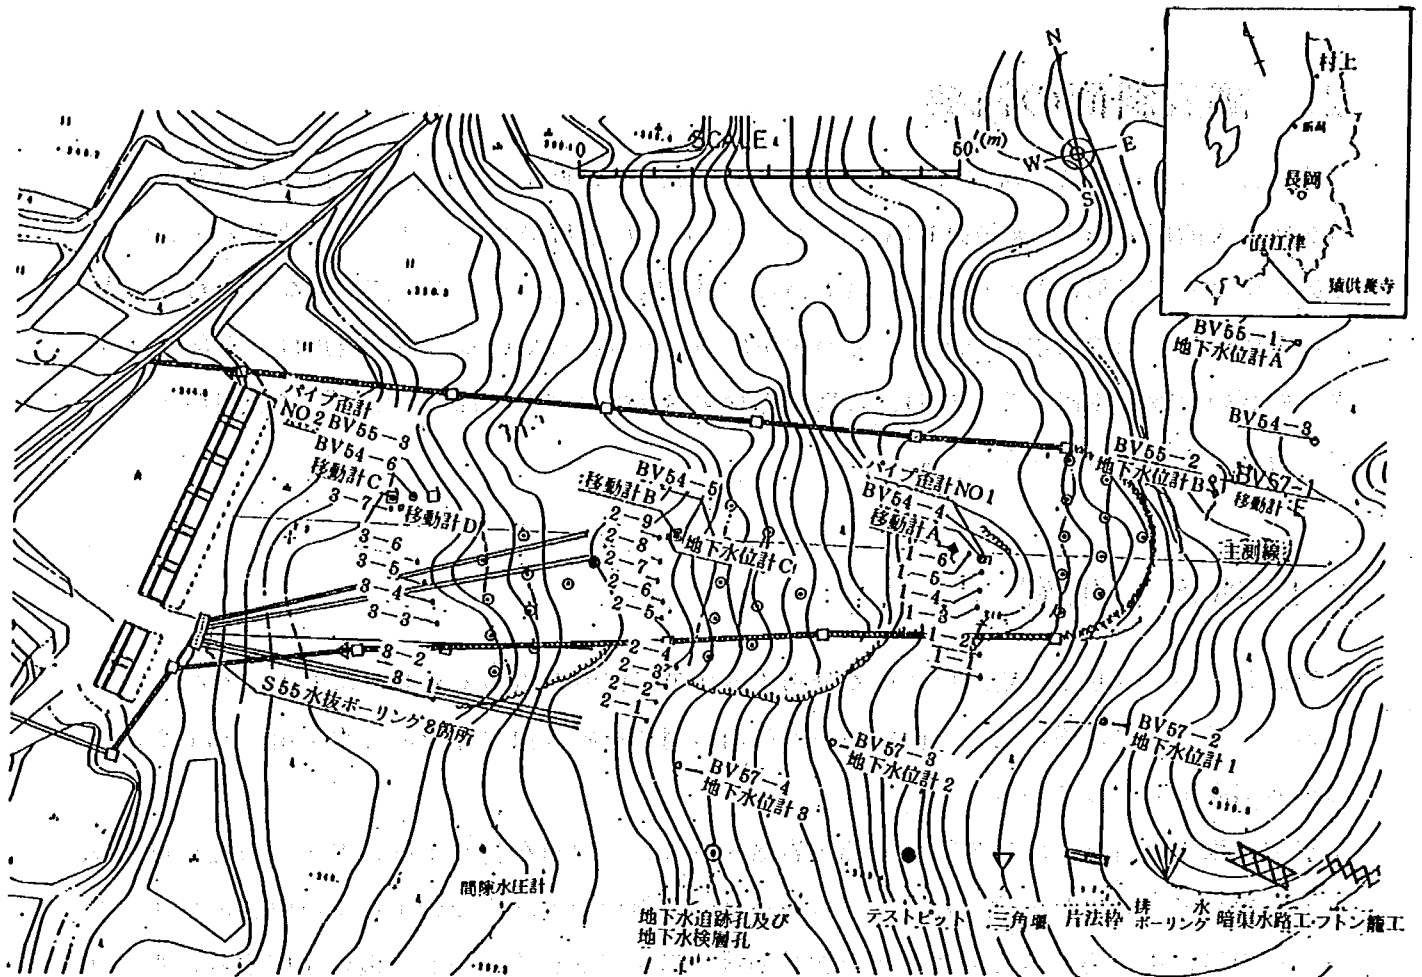 N
W
E
S
SCALE
0
50 (m)
村上
新潟
長岡
直江津
猿供養寺
BV55-1
地下水位計A
BV54-3
BV55-2
地下水位計B
BV57-1
移動計E
主測線
パイプ歪計
NO2 BV55-3
BV54-6
移動計C
移動計D
3-7
3-6
3-5
3-4
3-3
3-2
3-1
S55水抜ボーリング8箇所
BV54-5
移動計B
地下水位計C
2-9
2-8
2-7
2-6
2-5
2-4
2-3
2-2
2-1
パイプ歪計NO1
BV54-4
移動計A
1-6
1-5
1-4
1-3
1-2
1-1
BV57-2
地下水位計1
BV57-3
地下水位計2
BV57-4
地下水位計3
間隙水圧計
地下水追跡孔及び
地下水検層孔
テストピット
三角堰
片法枠
排水
ボーリング
暗渠水路工・フトン籠工